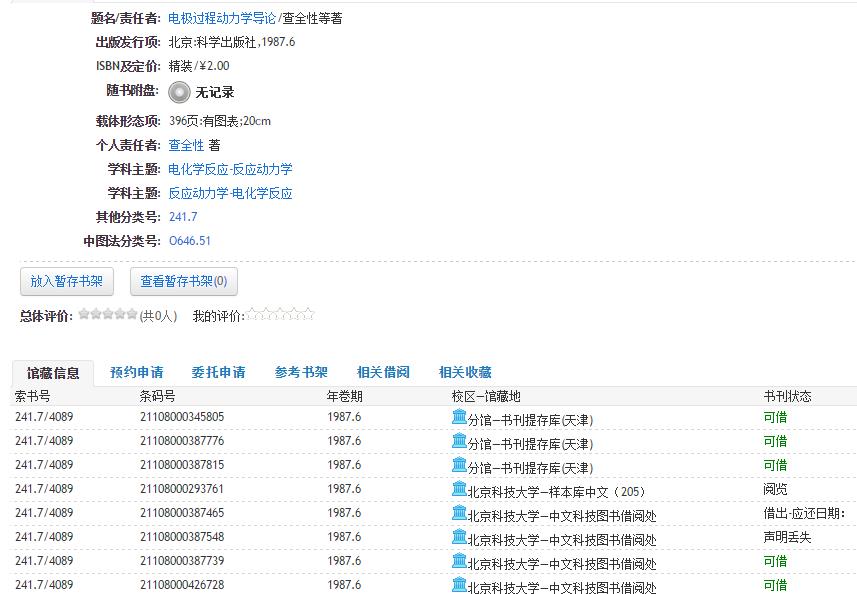 题名/责任者: 电极过程动力学导论/查全性等著
出版发行项: 北京:科学出版社,1987.6
ISBN及定价: 精装/¥2.00
随书附盘: 无记录
载体形态项: 396页:有图表;20cm
个人责任者: 查全性 著
学科主题: 电化学反应-反应动力学
学科主题: 反应动力学-电化学反应
其他分类号: 241.7
中图法分类号: O646.51
放入暂存书架 查看暂存书架(0)
总体评价: (共0人) 我的评价:
馆藏信息 预约申请 委托申请 参考书架 相关借阅 相关收藏
索书号 条码号 年卷期 校区—馆藏地 书刊状态
241.7/4089 21108000345805 1987.6 分馆—书刊提存库(天津) 可借
241.7/4089 21108000387776 1987.6 分馆—书刊提存库(天津) 可借
241.7/4089 21108000387815 1987.6 分馆—书刊提存库(天津) 可借
241.7/4089 21108000293761 1987.6 北京科技大学—样本库中文（205） 阅览
241.7/4089 21108000387465 1987.6 北京科技大学—中文科技图书借阅处 借出-应还日期:
241.7/4089 21108000387548 1987.6 北京科技大学—中文科技图书借阅处 声明丢失
241.7/4089 21108000387739 1987.6 北京科技大学—中文科技图书借阅处 可借
241.7/4089 21108000426728 1987.6 北京科技大学—中文科技图书借阅处 可借